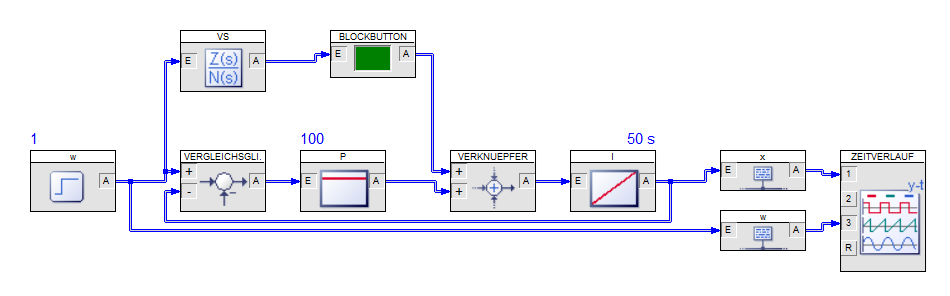 VS
BLOCKBUTTON
E
Z(s)
N(s)
A
E
A
1
100
50 s
w
A
VERGLEICHSGLI.
+
-
A
P
E
A
VERKNUEPFER
+
+
A
I
E
A
x
E
A
w
E
A
ZEITVERLAUF
1
2
3
R
y-t